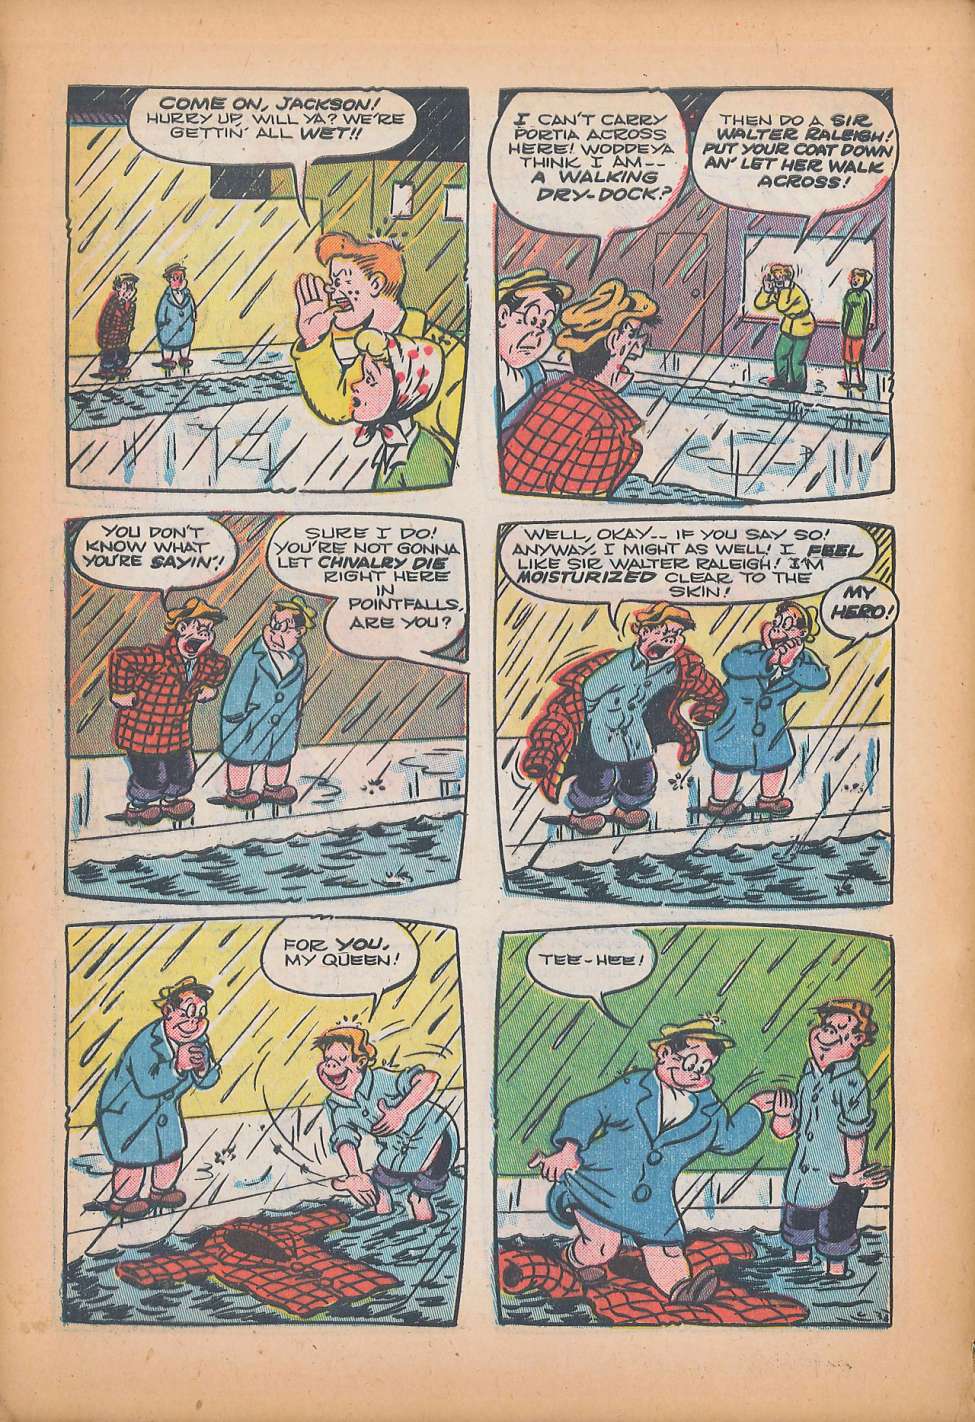 COME ON, JACKSON!
HURRY UP, WILL YA? WE'RE
GETTIN' ALL WET!!
I CAN'T CARRY
PORTIA ACROSS
HERE! WODDEYA
THINK I AM--
A WALKING
DRY-DOCK?
THEN DO A SIR
WALTER RALEIGH!
PUT YOUR COAT DOWN
AN' LET HER WALK
ACROSS!
YOU DON'T
KNOW WHAT
YOU'RE SAYIN'!
SURE I DO!
YOU'RE NOT GONNA
LET CHIVALRY DIE
RIGHT HERE
IN
POINTFALLS,
ARE YOU?
WELL, OKAY-- IF YOU SAY SO!
ANYWAY, I MIGHT AS WELL! I FEEL
LIKE SIR WALTER RALEIGH! I'M
MOISTURIZED CLEAR TO THE
SKIN!
MY
HERO!
FOR YOU,
MY QUEEN!
TEE-HEE!